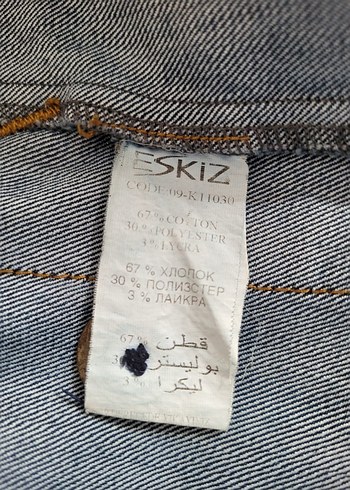 ESKiZ
CODE 09-K11030
67% COTTON
30% POLYESTER
3% LYCRA
67 % ХЛОПОК
30 % ПОЛИЭСТЕР
3 % ЛАЙКРА
67% قطن
بوليستر
ليكرا